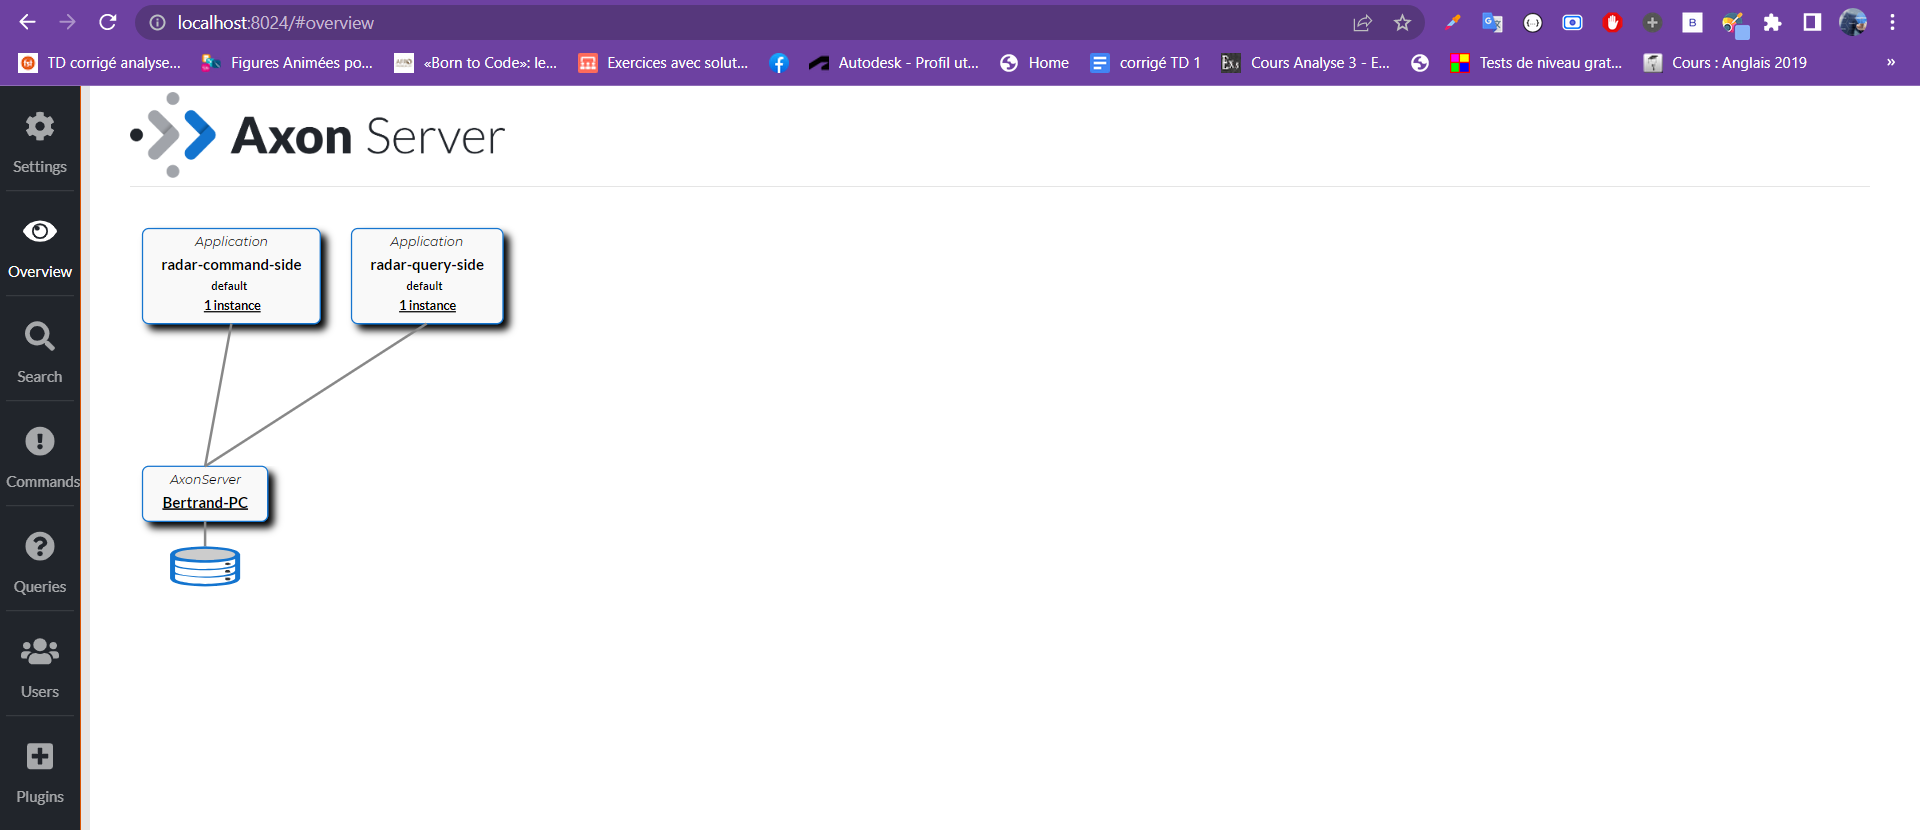 localhost:8024/#overview
TD corrigé analyse...
Figures Animées po...
«Born to Code»: le...
Exercices avec solut...
Autodesk - Profil ut...
Home
corrigé TD 1
Cours Analyse 3 - E...
Tests de niveau grat...
Cours : Anglais 2019
»
Settings
Overview
Search
Commands
Queries
Users
Plugins
Axon Server
Application
radar-command-side
default
1 instance
Application
radar-query-side
default
1 instance
AxonServer
Bertrand-PC